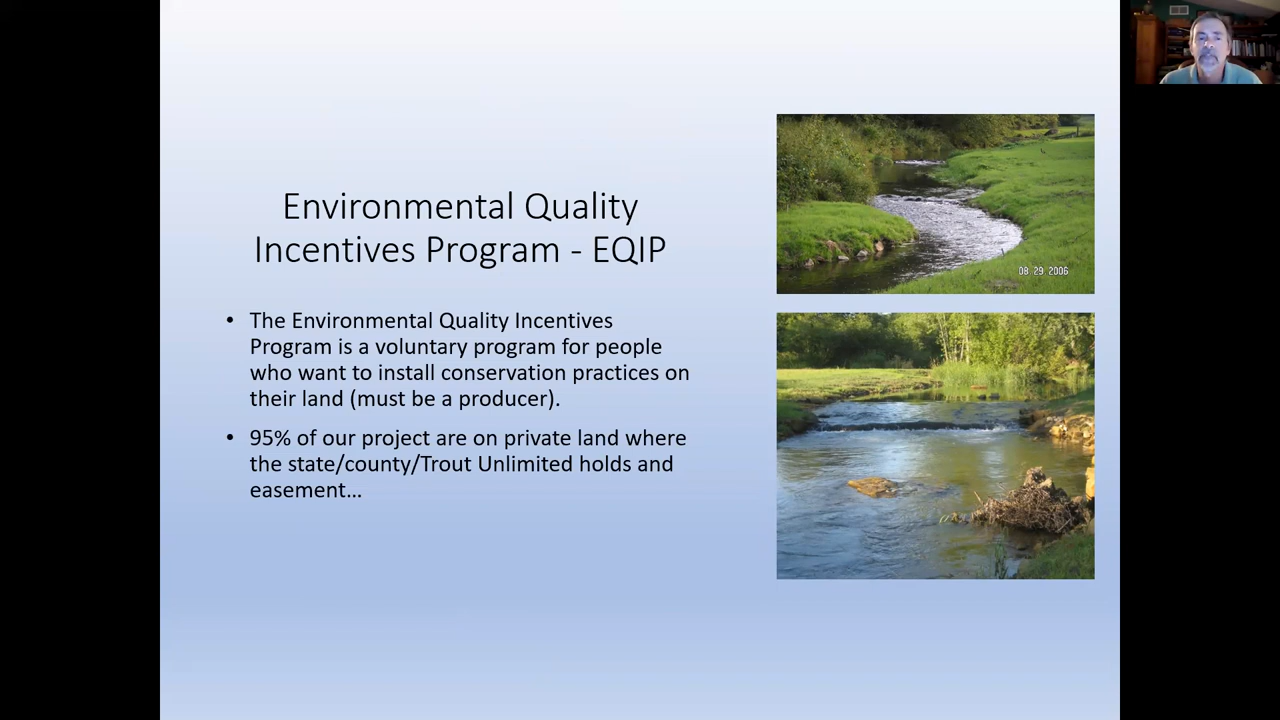 Environmental Quality
Incentives Program - EQIP
• The Environmental Quality Incentives
Program is a voluntary program for people
who want to install conservation practices on
their land (must be a producer).
• 95% of our project are on private land where
the state/county/Trout Unlimited holds and
easement…
08 29 2006